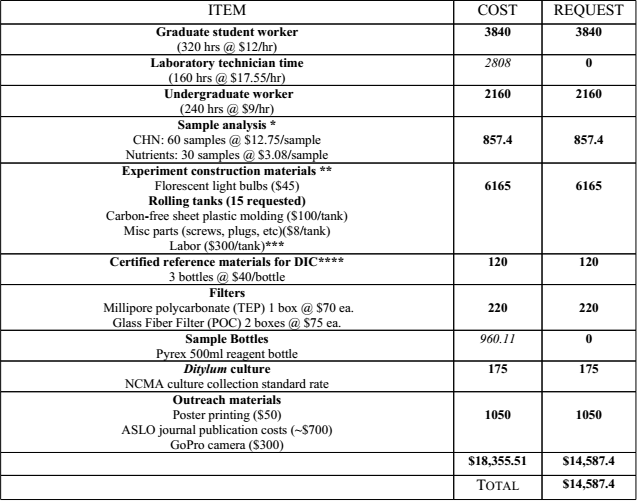 ITEM COST REQUEST
Graduate student worker 3840 3840
(320 hrs @ $12/hr)
Laboratory technician time 2808 0
(160 hrs @ $17.55/hr)
Undergraduate worker 2160 2160
(240 hrs @ $9/hr)
Sample analysis *
CHN: 60 samples @ $12.75/sample 857.4 857.4
Nutrients: 30 samples @ $3.08/sample
Experiment construction materials **
Florescent light bulbs ($45) 6165 6165
Rolling tanks (15 requested)
Carbon-free sheet plastic molding ($100/tank)
Misc parts (screws, plugs, etc)($8/tank)
Labor ($300/tank)***
Certified reference materials for DIC**** 120 120
3 bottles @ $40/bottle
Filters
Millipore polycarbonate (TEP) 1 box @ $70 ea. 220 220
Glass Fiber Filter (POC) 2 boxes @ $75 ea.
Sample Bottles 960.11 0
Pyrex 500ml reagent bottle
Ditylum culture 175 175
NCMA culture collection standard rate
Outreach materials
Poster printing ($50) 1050 1050
ASLO journal publication costs (~$700)
GoPro camera ($300)
$18,355.51 $14,587.4
TOTAL $14,587.4